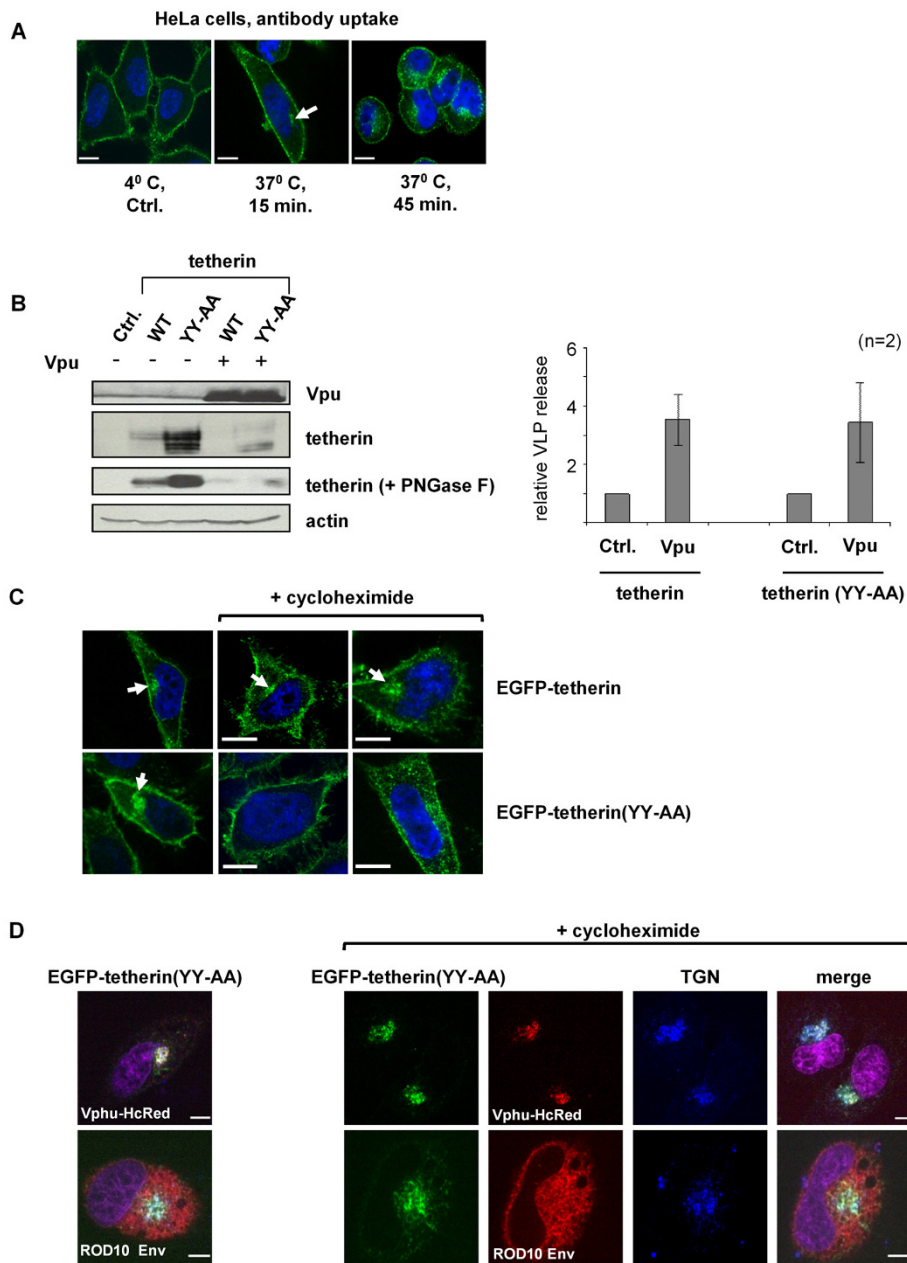 A
HeLa cells, antibody uptake
4⁰ C,
Ctrl.
37⁰ C,
15 min.
37⁰ C,
45 min.
B
tetherin
Ctrl.
WT
YY-AA
WT
YY-AA
Vpu - - - + +
Vpu
tetherin
tetherin (+ PNGase F)
actin
(n=2)
relative VLP release
6
4
2
Ctrl. Vpu Ctrl. Vpu
tetherin tetherin (YY-AA)
C
+ cycloheximide
EGFP-tetherin
EGFP-tetherin(YY-AA)
D
+ cycloheximide
EGFP-tetherin(YY-AA) EGFP-tetherin(YY-AA) TGN merge
Vphu-HcRed Vphu-HcRed
ROD10 Env ROD10 Env